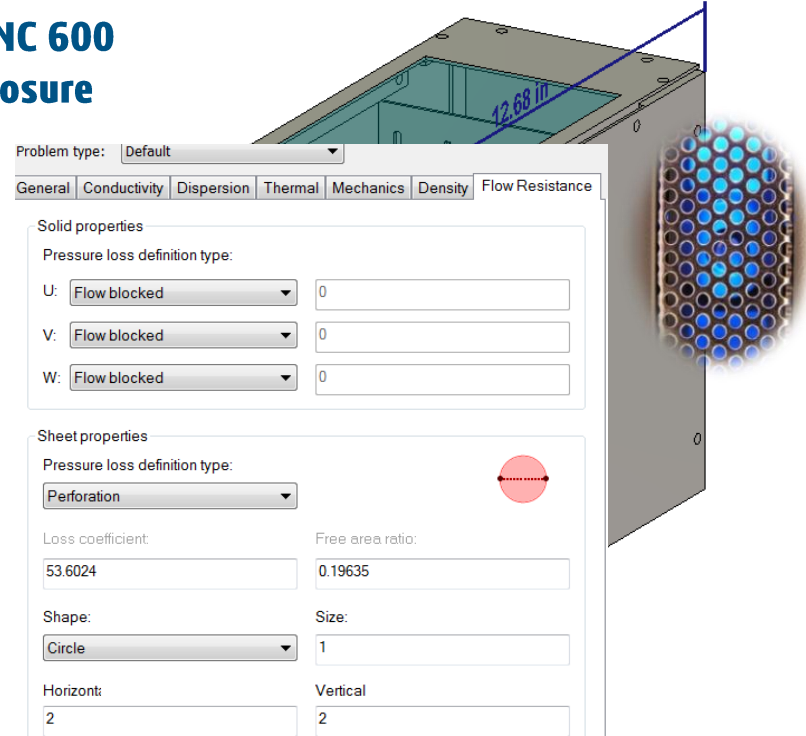 NC 600
osure
12.68 in
Problem type: Default
General Conductivity Dispersion Thermal Mechanics Density Flow Resistance
Solid properties
Pressure loss definition type:
U: Flow blocked 0
V: Flow blocked 0
W: Flow blocked 0
Sheet properties
Pressure loss definition type:
Perforation
Loss coefficient: Free area ratio:
53.6024 0.19635
Shape: Size:
Circle 1
Horizonta Vertical
2 2